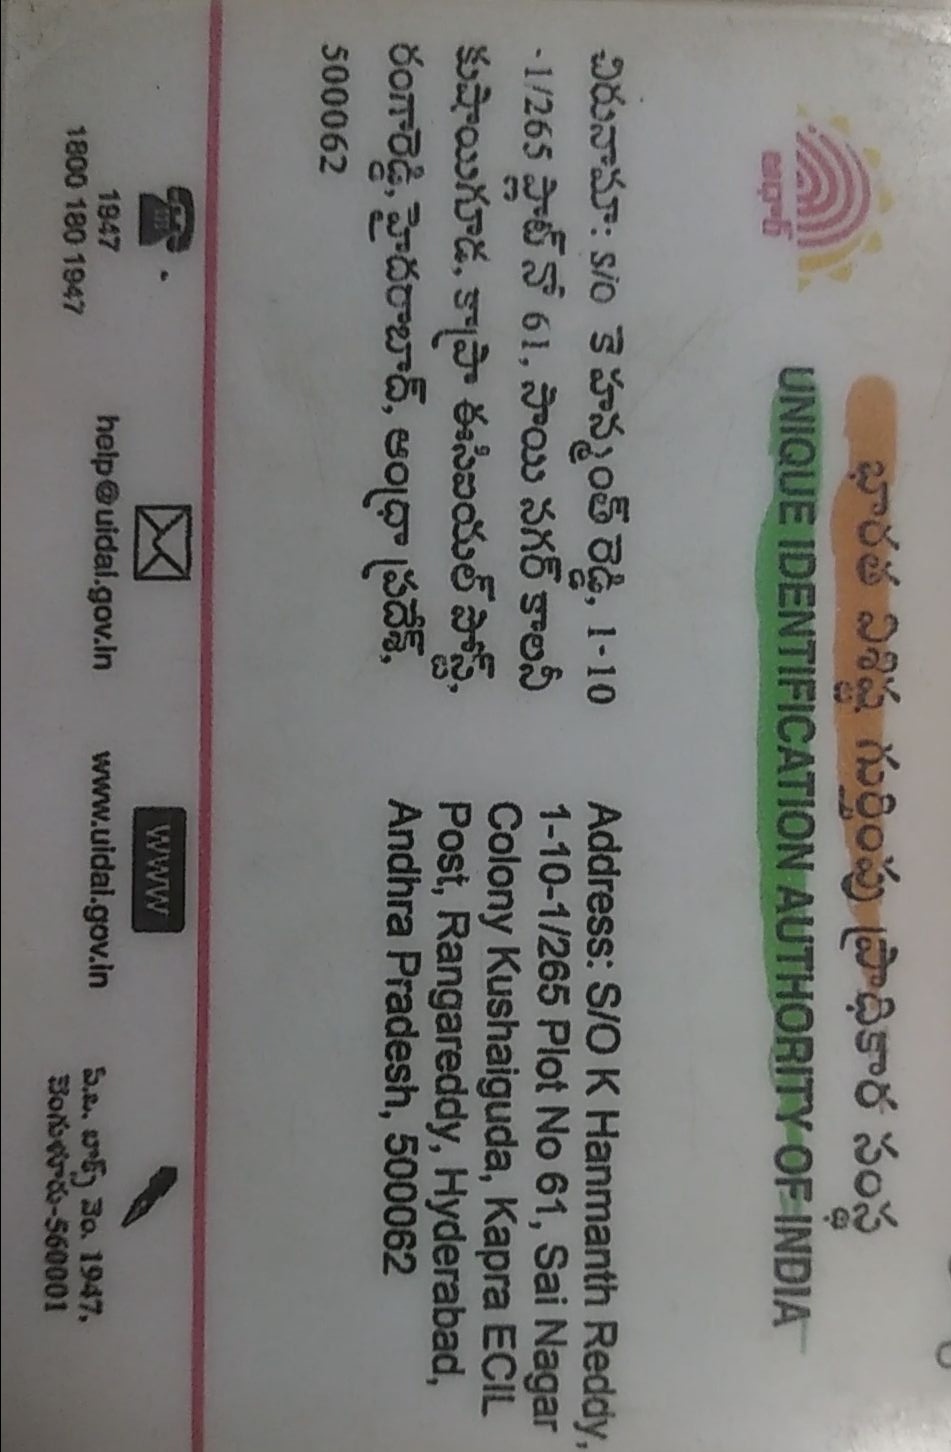 భారత విశిష్ట గుర్తింపు ప్రాధికార సంస్థ
UNIQUE IDENTIFICATION AUTHORITY OF INDIA
ఆధార్
చిరునామా: S/O కె హన్మంత్ రెడ్డి, 1-10
-1/265 ప్లాట్ నో 61, సాయి నగర్ కాలనీ
కుషాయిగూడ, కాప్రా ఈసిఐయల్ పోస్ట్,
రంగారెడ్డి, హైదరాబాద్, ఆంధ్రా ప్రదేశ్,
500062
Address: S/O K Hanmanth Reddy,
1-10-1/265 Plot No 61, Sai Nagar
Colony Kushaiguda, Kapra ECIL
Post, Rangareddy, Hyderabad,
Andhra Pradesh, 500062
1947
1800 180 1947
help@uidai.gov.in
WWW
www.uidai.gov.in
పి.ఒ. బాక్స్ నెం. 1947,
బెంగుళూరు-560001